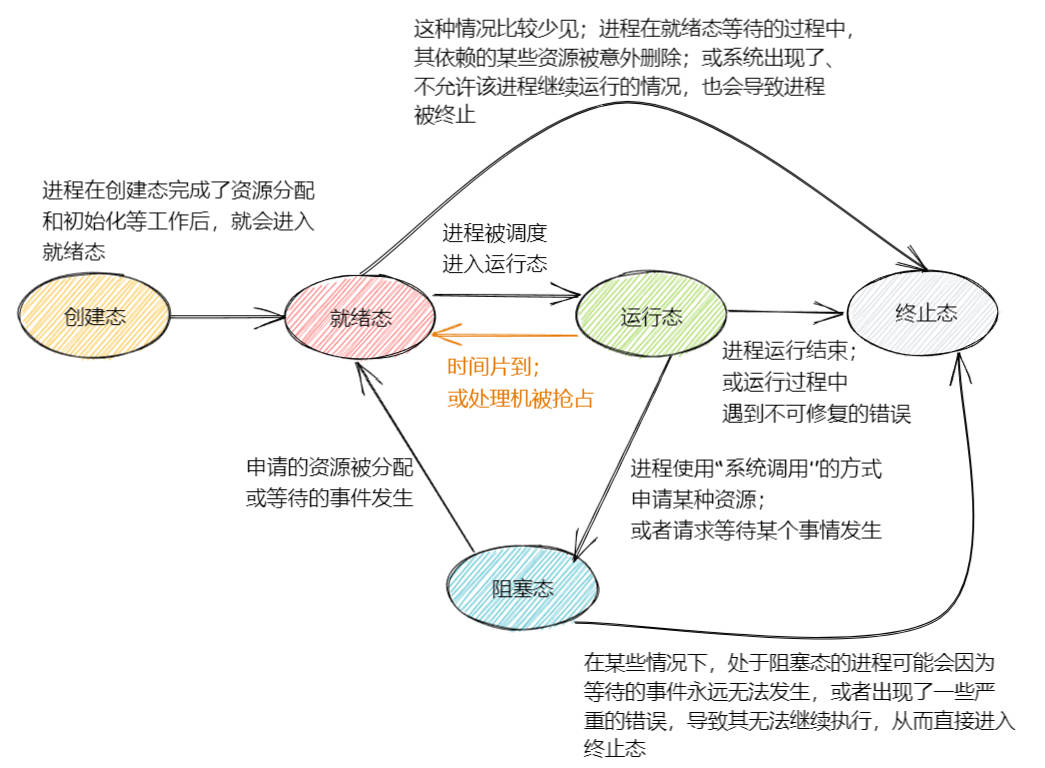 这种情况比较少见；进程在就绪态等待的过程中，
其依赖的某些资源被意外删除；或系统出现了、
不允许该进程继续运行的情况，也会导致进程
被终止
进程在创建态完成了资源分配
和初始化等工作后，就会进入
就绪态
进程被调度
进入运行态
创建态
就绪态
运行态
终止态
时间片到；
或处理机被抢占
进程运行结束；
或运行过程中
遇到不可修复的错误
申请的资源被分配
或等待的事件发生
进程使用“系统调用''的方式
申请某种资源；
或者请求等待某个事情发生
阻塞态
在某些情况下，处于阻塞态的进程可能会因为
等待的事件永远无法发生，或者出现了一些严
重的错误，导致其无法继续执行，从而直接进入
终止态